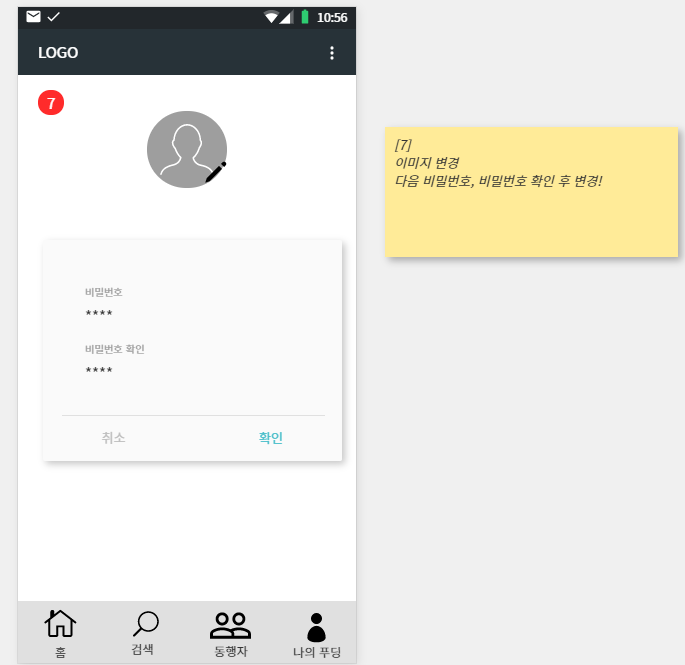 10:56
LOGO
7
비밀번호
****
비밀번호 확인
****
취소 확인
홈 검색 동행자 나의 푸딩
[7]
이미지 변경
다음 비밀번호, 비밀번호 확인 후 변경!